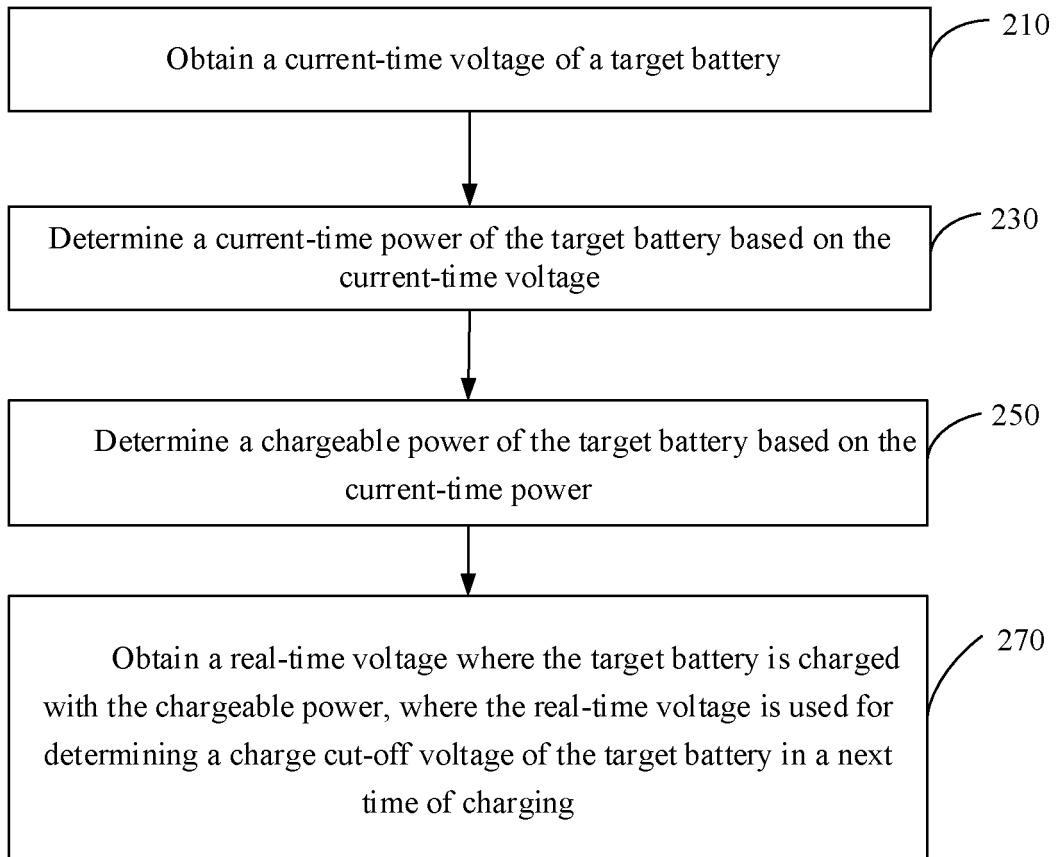 Obtain a current-time voltage of a target battery
210
Determine a current-time power of the target battery based on the
current-time voltage
230
Determine a chargeable power of the target battery based on the
current-time power
250
Obtain a real-time voltage where the target battery is charged
with the chargeable power, where the real-time voltage is used for
determining a charge cut-off voltage of the target battery in a next
time of charging
270